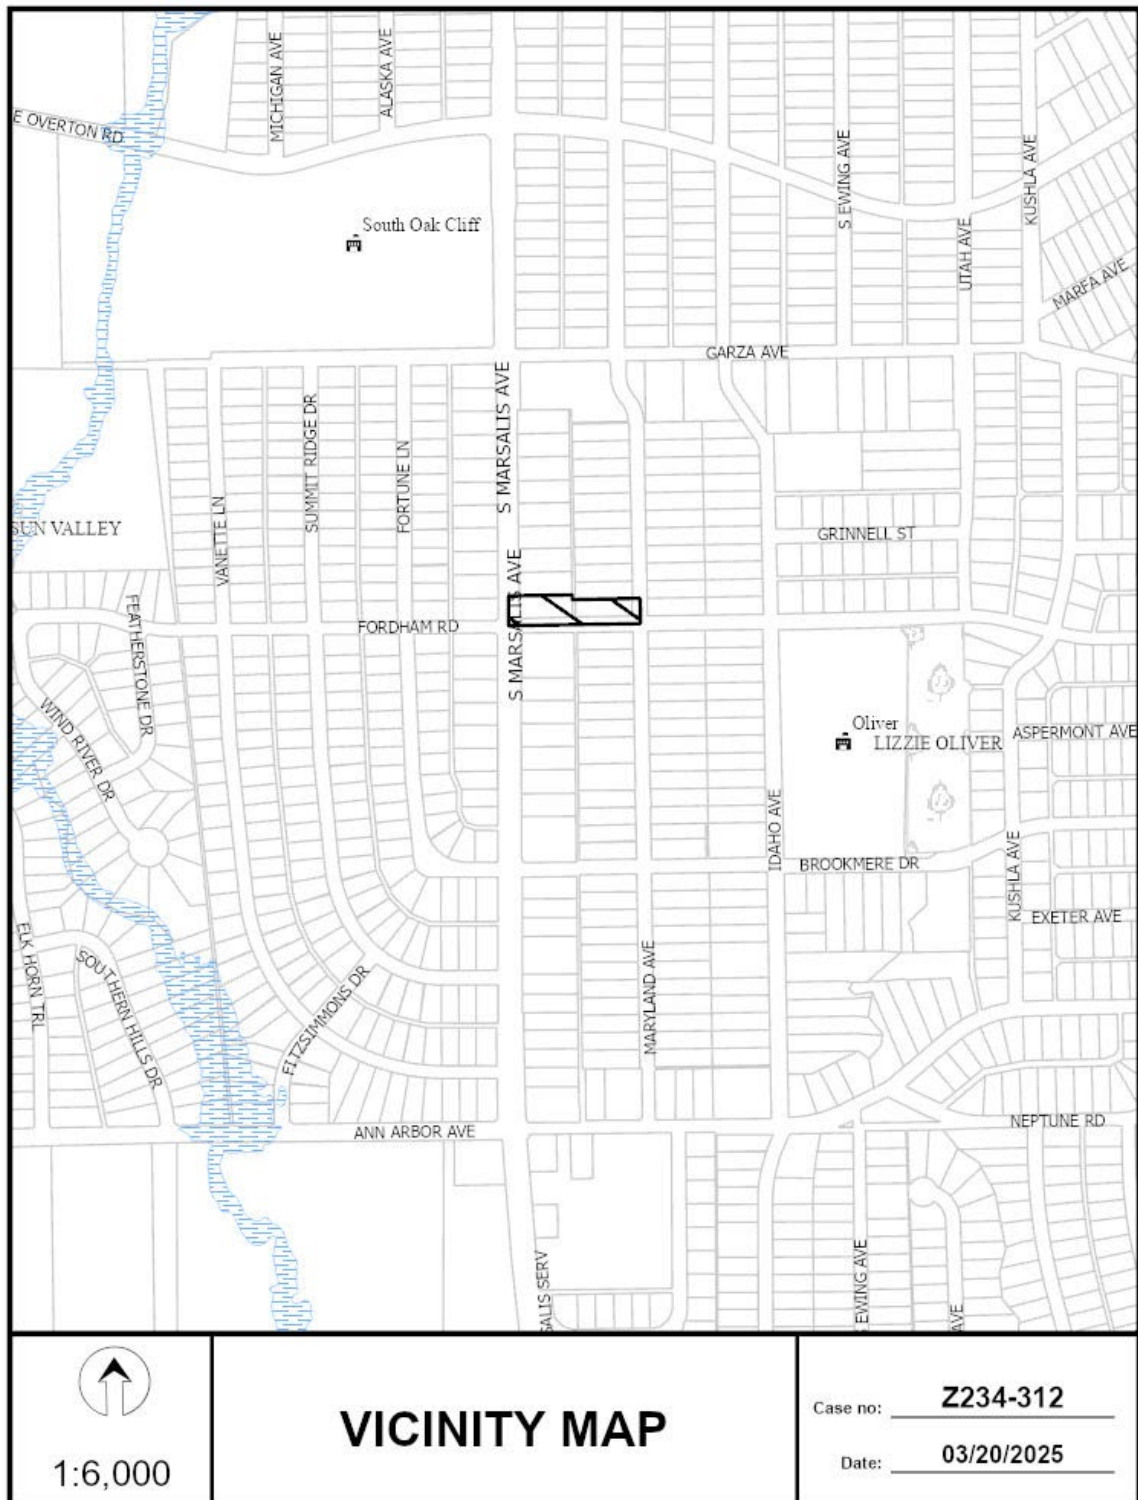 MICHIGAN AVE
ALASKA AVE
E OVERTON RD
S EWING AVE
KUSHLA AVE
UTAH AVE
MARFA AVE
South Oak Cliff
GARZA AVE
S MARSALIS AVE
SUMMIT RIDGE DR
FORTUNE LN
VANETTE LN
SUN VALLEY
GRINNELL ST
S MARSALIS AVE
FORDHAM RD
FEATHERSTONE DR
WIND RIVER DR
Oliver
LIZZIE OLIVER
ASPERMONT AVE
IDAHO AVE
BROOKMERE DR
KUSHLA AVE
EXETER AVE
ELK HORN TRL
SOUTHERN HILLS DR
FITZSIMMONS DR
MARYLAND AVE
ANN ARBOR AVE
NEPTUNE RD
SALIS SERV
EWING AVE
AVE
1:6,000
VICINITY MAP
Case no: Z234-312
Date: 03/20/2025